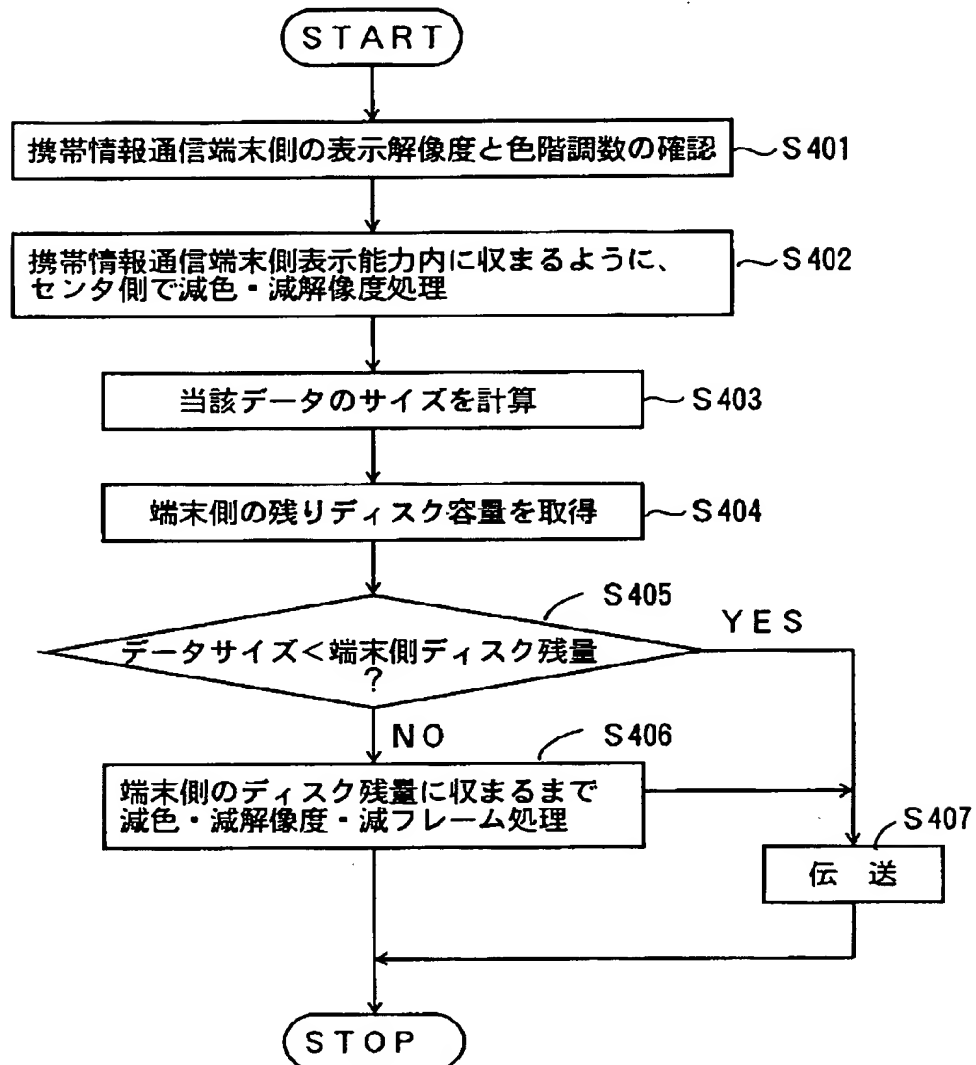 START
携帯情報通信端末側の表示解像度と色階調数の確認
S401
携帯情報通信端末側表示能力内に収まるように、
センタ側で減色・減解像度処理
S402
当該データのサイズを計算
S403
端末側の残りディスク容量を取得
S404
S405
データサイズ<端末側ディスク残量
?
YES
NO
S406
端末側のディスク残量に収まるまで
減色・減解像度・減フレーム処理
S407
伝 送
STOP